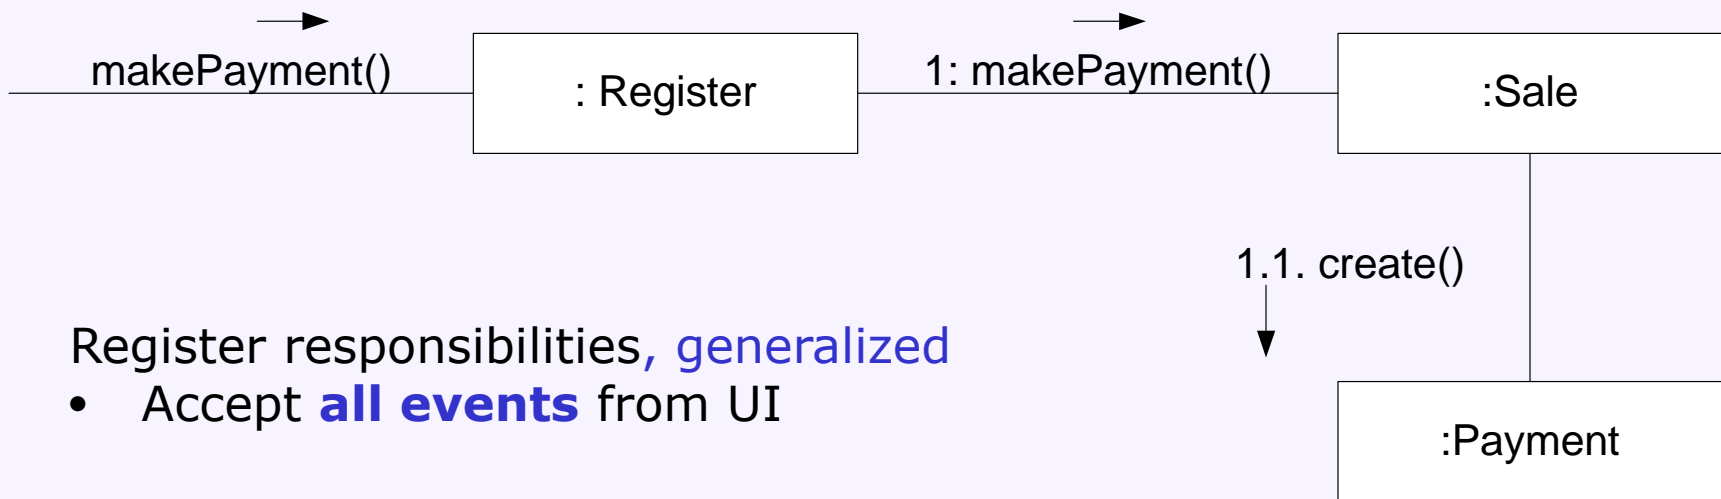 makePayment()
: Register
1: makePayment()
:Sale
1.1. create()
Register responsibilities, generalized
• Accept all events from UI
:Payment